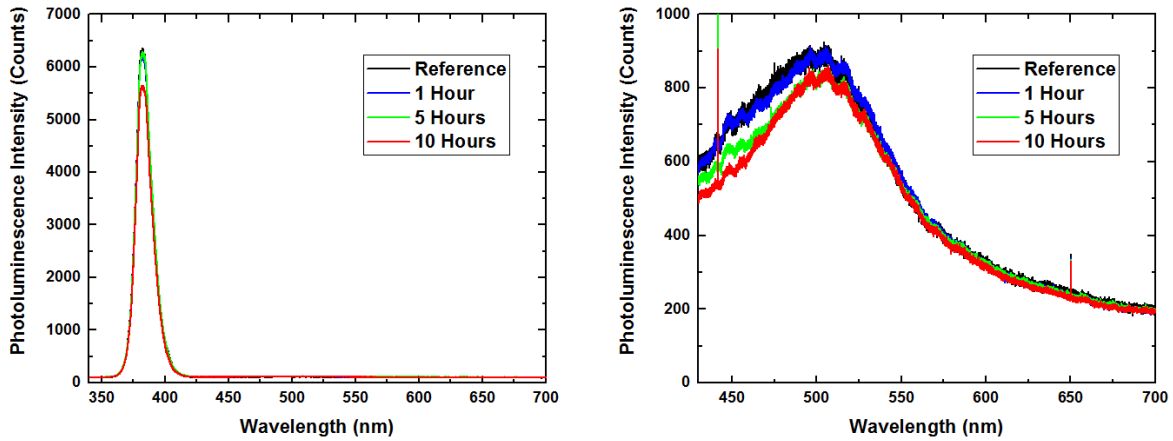 Photoluminescence Intensity (Counts)
7000
6000
5000
4000
3000
2000
1000
0
350
400
450
500
550
600
650
700
Wavelength (nm)
Reference
1 Hour
5 Hours
10 Hours
Photoluminescence Intensity (Counts)
1000
800
600
400
200
0
450
500
550
600
650
700
Wavelength (nm)
Reference
1 Hour
5 Hours
10 Hours